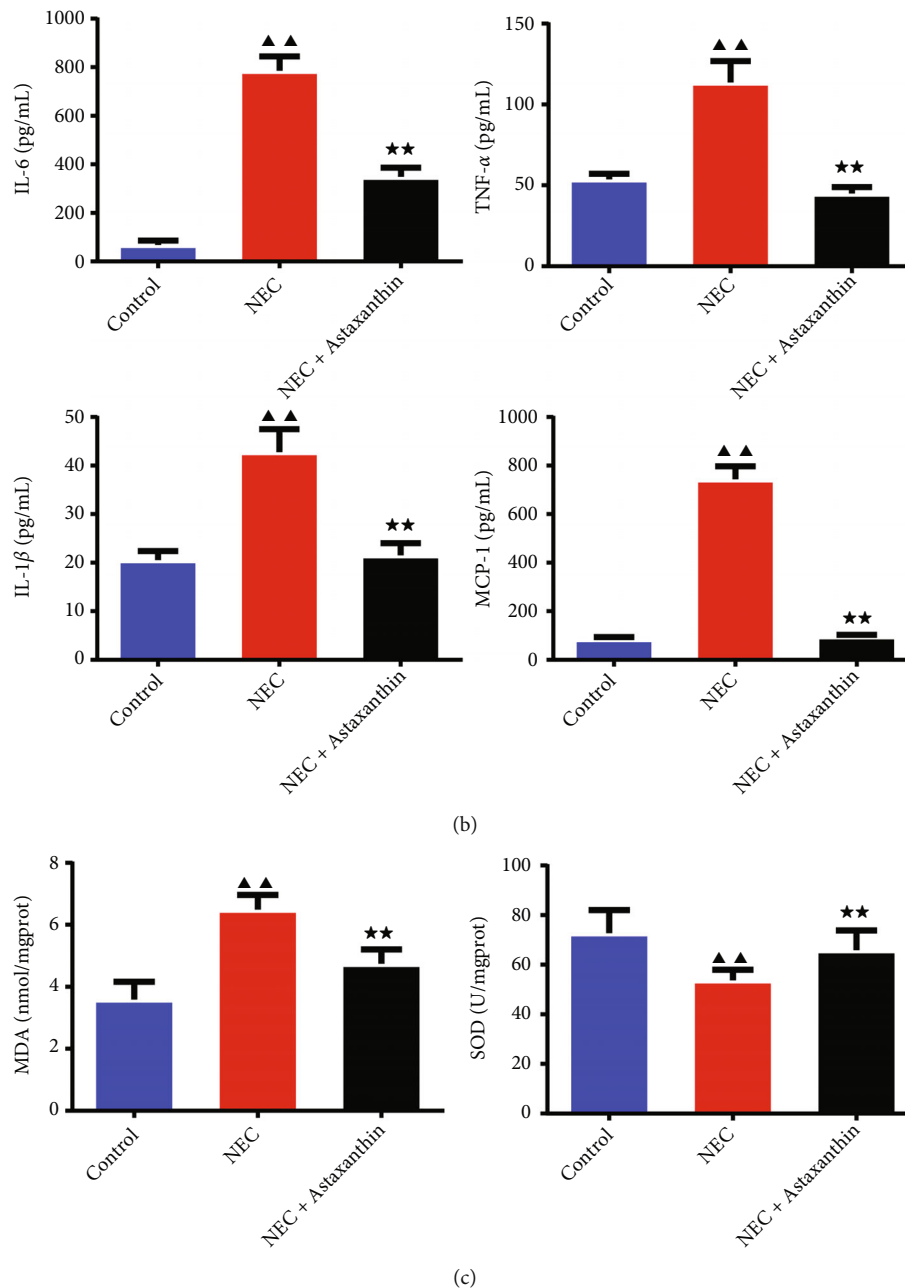 IL-6 (pg/mL)
1000
800
600
400
200
0
Control
NEC
NEC + Astaxanthin
▲ ▲
★★
TNF-α (pg/mL)
150
100
50
0
Control
NEC
NEC + Astaxanthin
▲ ▲
★★
IL-1β (pg/mL)
50
40
30
20
10
0
Control
NEC
NEC + Astaxanthin
▲ ▲
★★
MCP-1 (pg/mL)
1000
800
600
400
200
0
Control
NEC
NEC + Astaxanthin
▲ ▲
★★
(b)
MDA (nmol/mgprot)
8
6
4
2
0
Control
NEC
NEC + Astaxanthin
▲ ▲
★★
SOD (U/mgprot)
100
80
60
40
20
0
Control
NEC
NEC + Astaxanthin
▲ ▲
★★
(c)